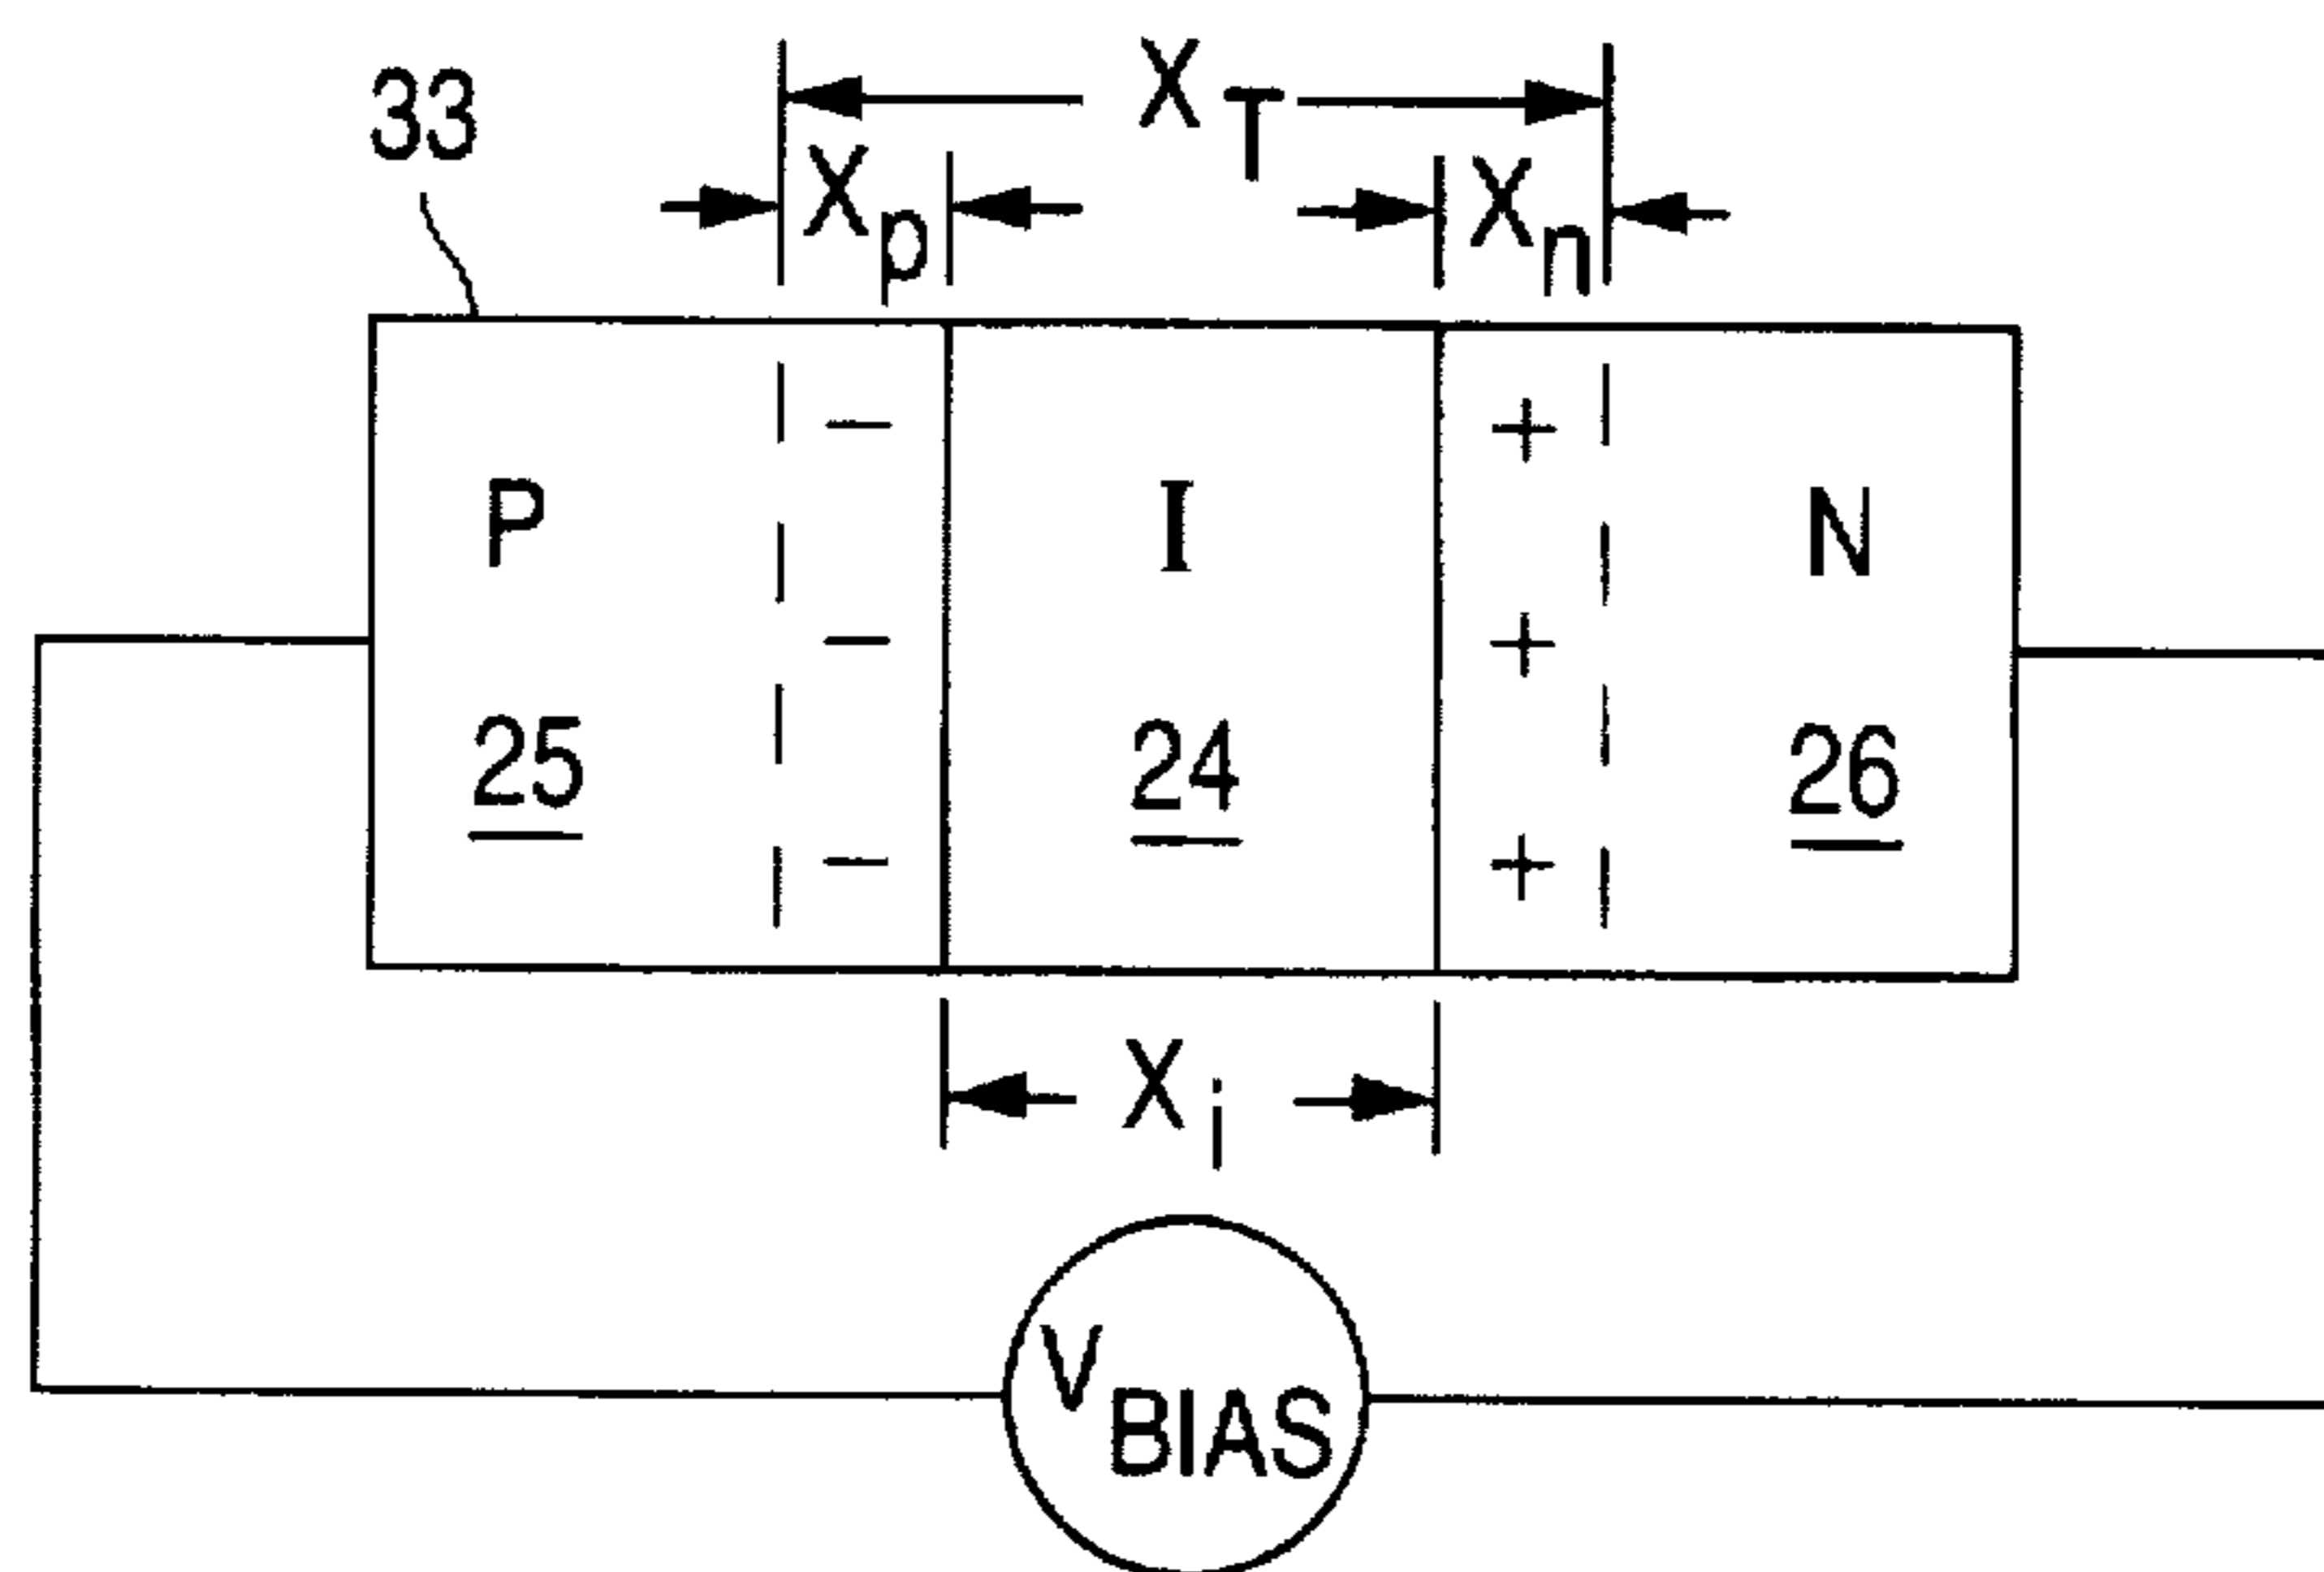 33
X_T
X_p
X_n
P
I
N
25
24
26
− + 
− +
− +
X_i
V_BIAS